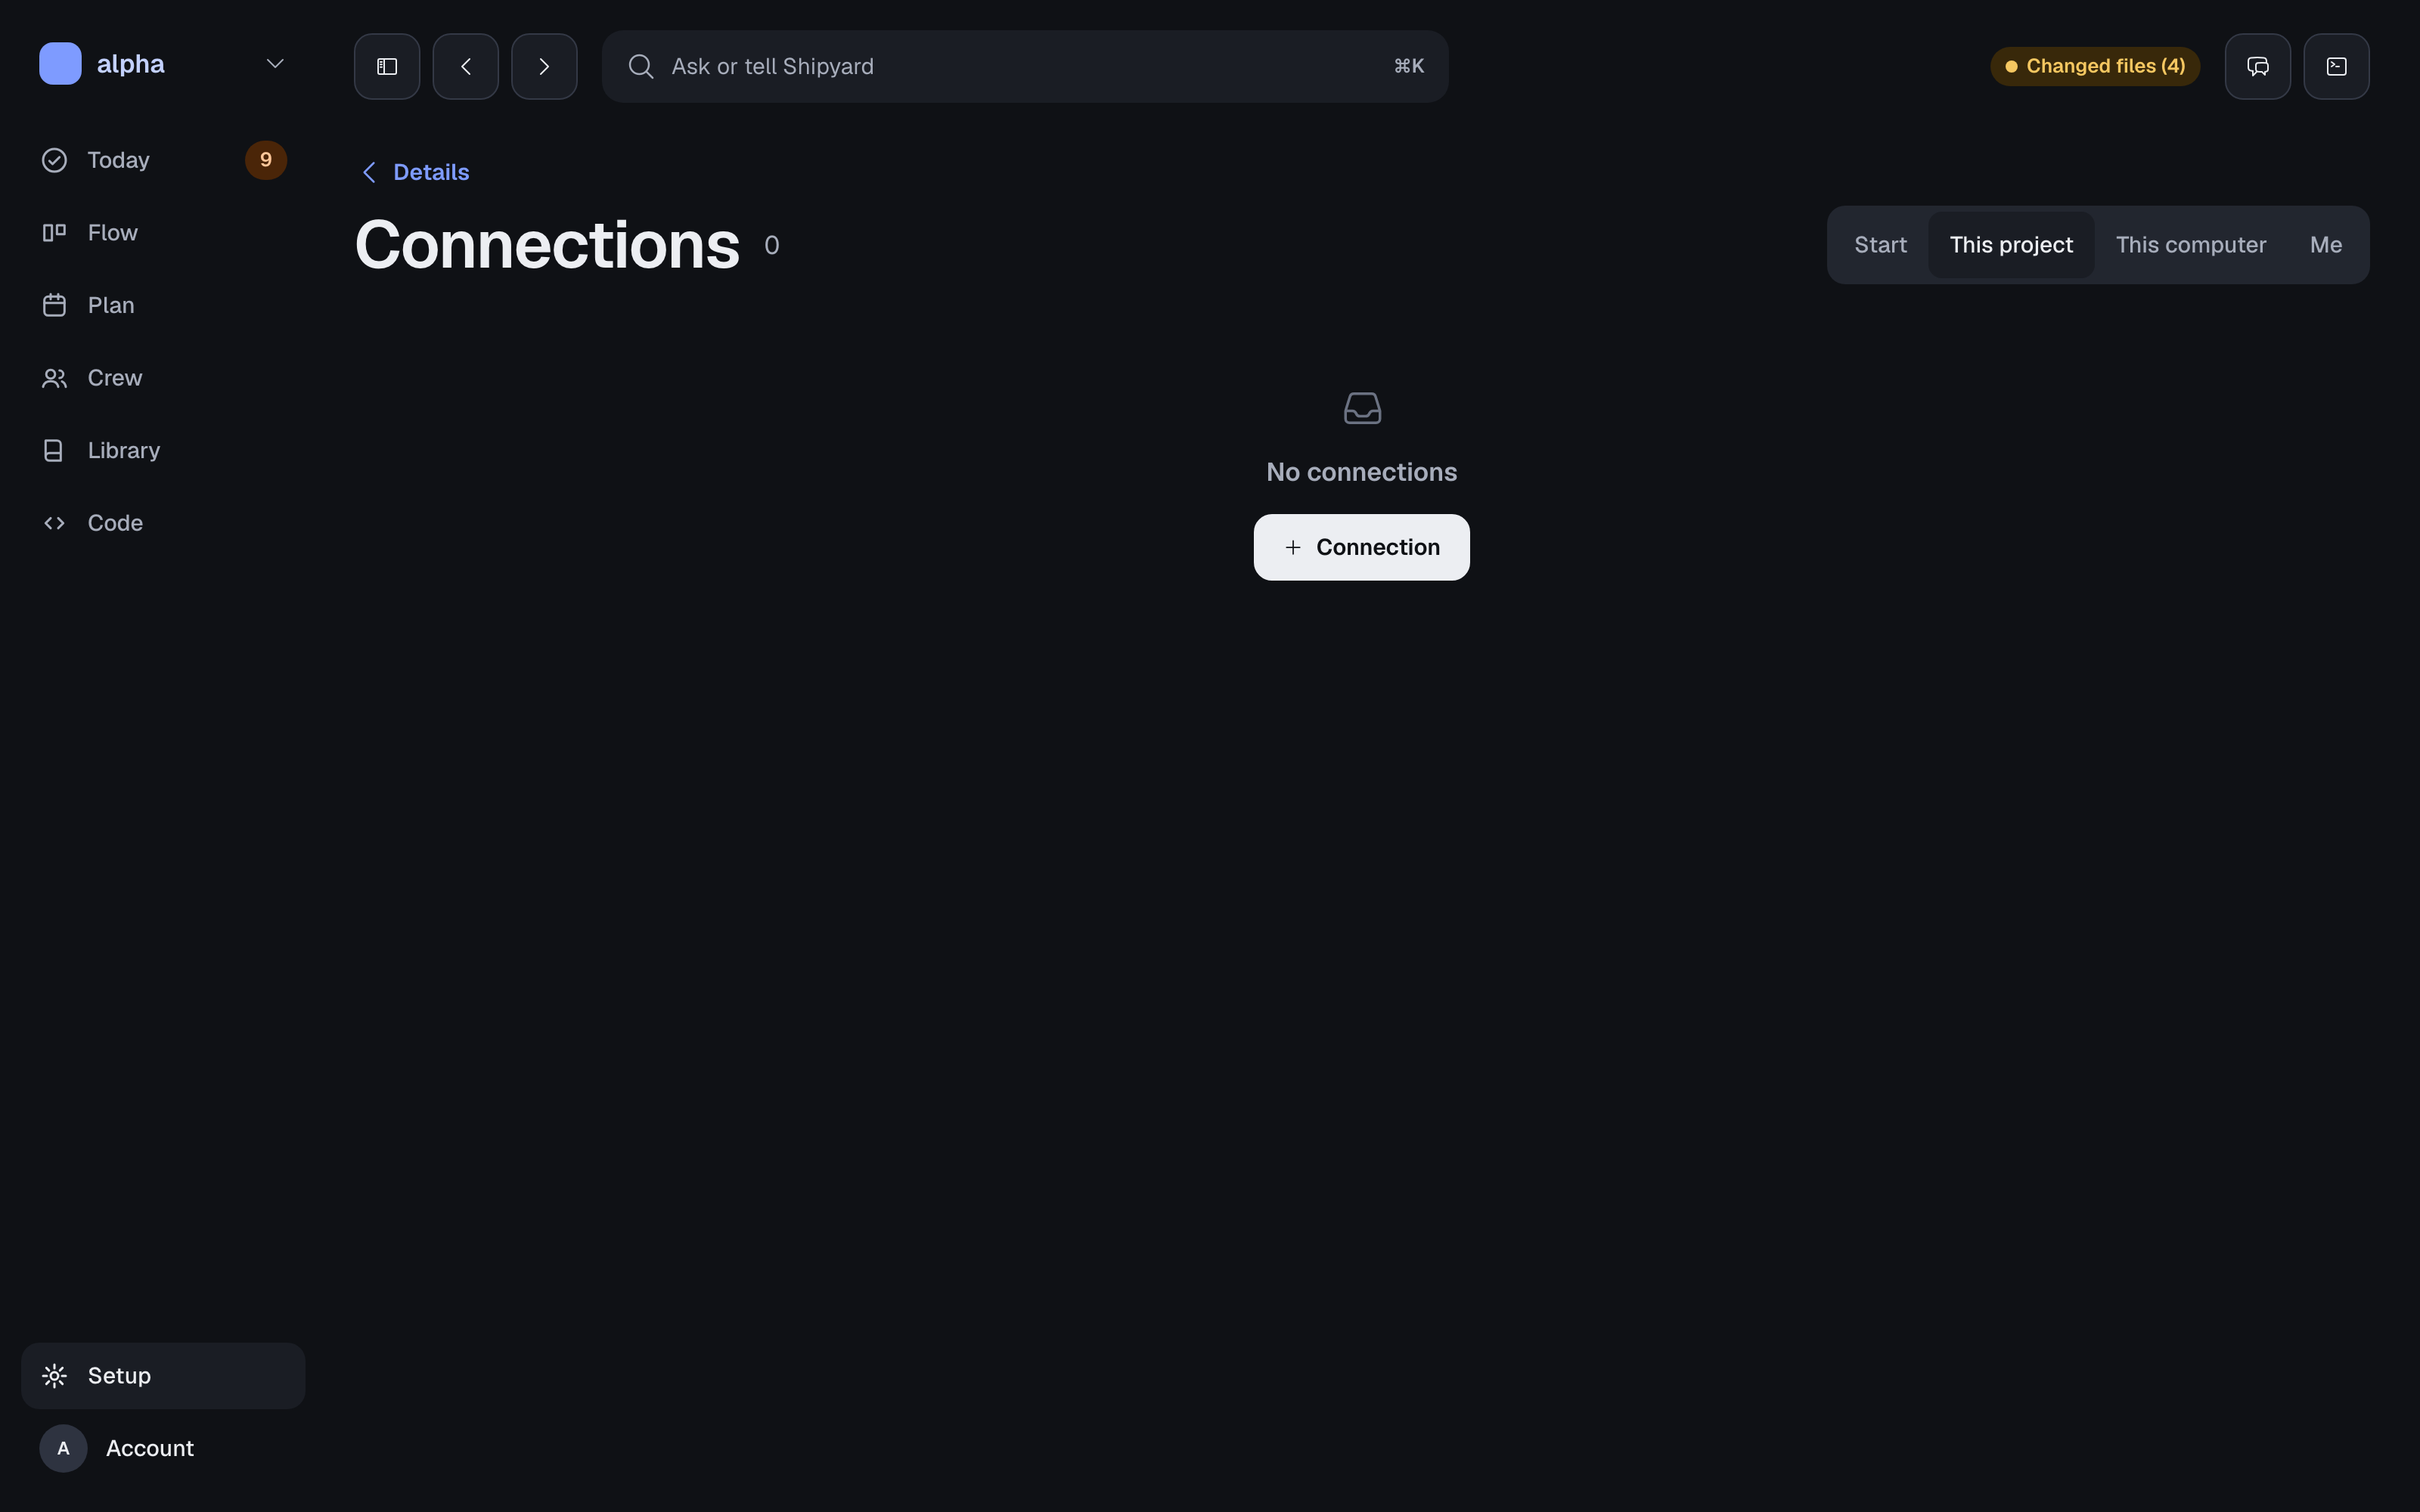 alpha
Ask or tell Shipyard
⌘K
Changed files (4)
Today
9
Flow
Plan
Crew
Library
Code
Details
Connections 0
Start
This project
This computer
Me
No connections
+ Connection
Setup
A
Account